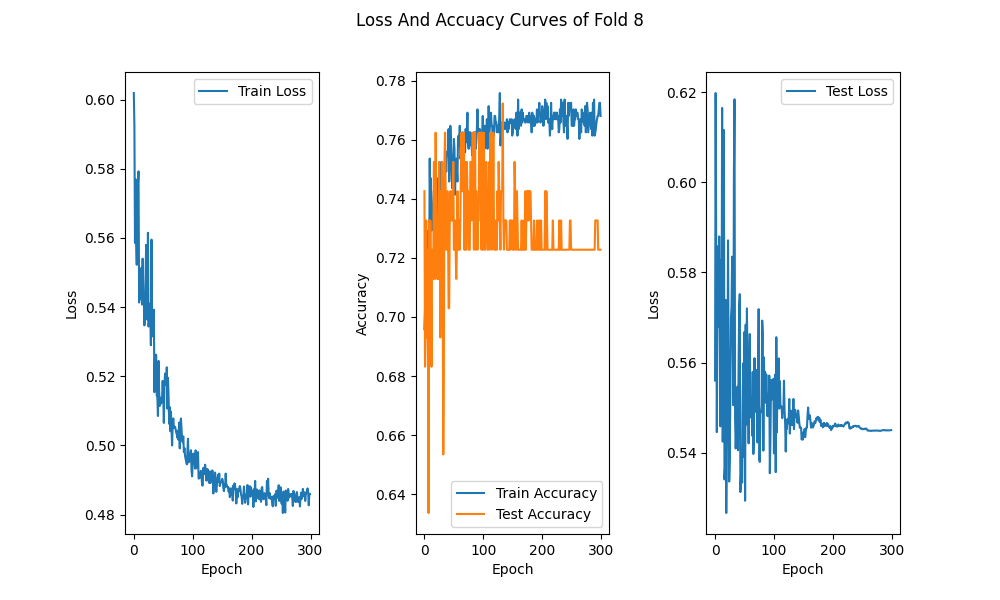 Loss And Accuacy Curves of Fold 8
Train Loss
0.60
0.58
0.56
0.54
0.52
0.50
0.48
Loss
0 100 200 300
Epoch
0.78
0.76
0.74
0.72
0.70
0.68
0.66
0.64
Accuracy
Train Accuracy
Test Accuracy
0 100 200 300
Epoch
Test Loss
0.62
0.60
0.58
0.56
0.54
Loss
0 100 200 300
Epoch